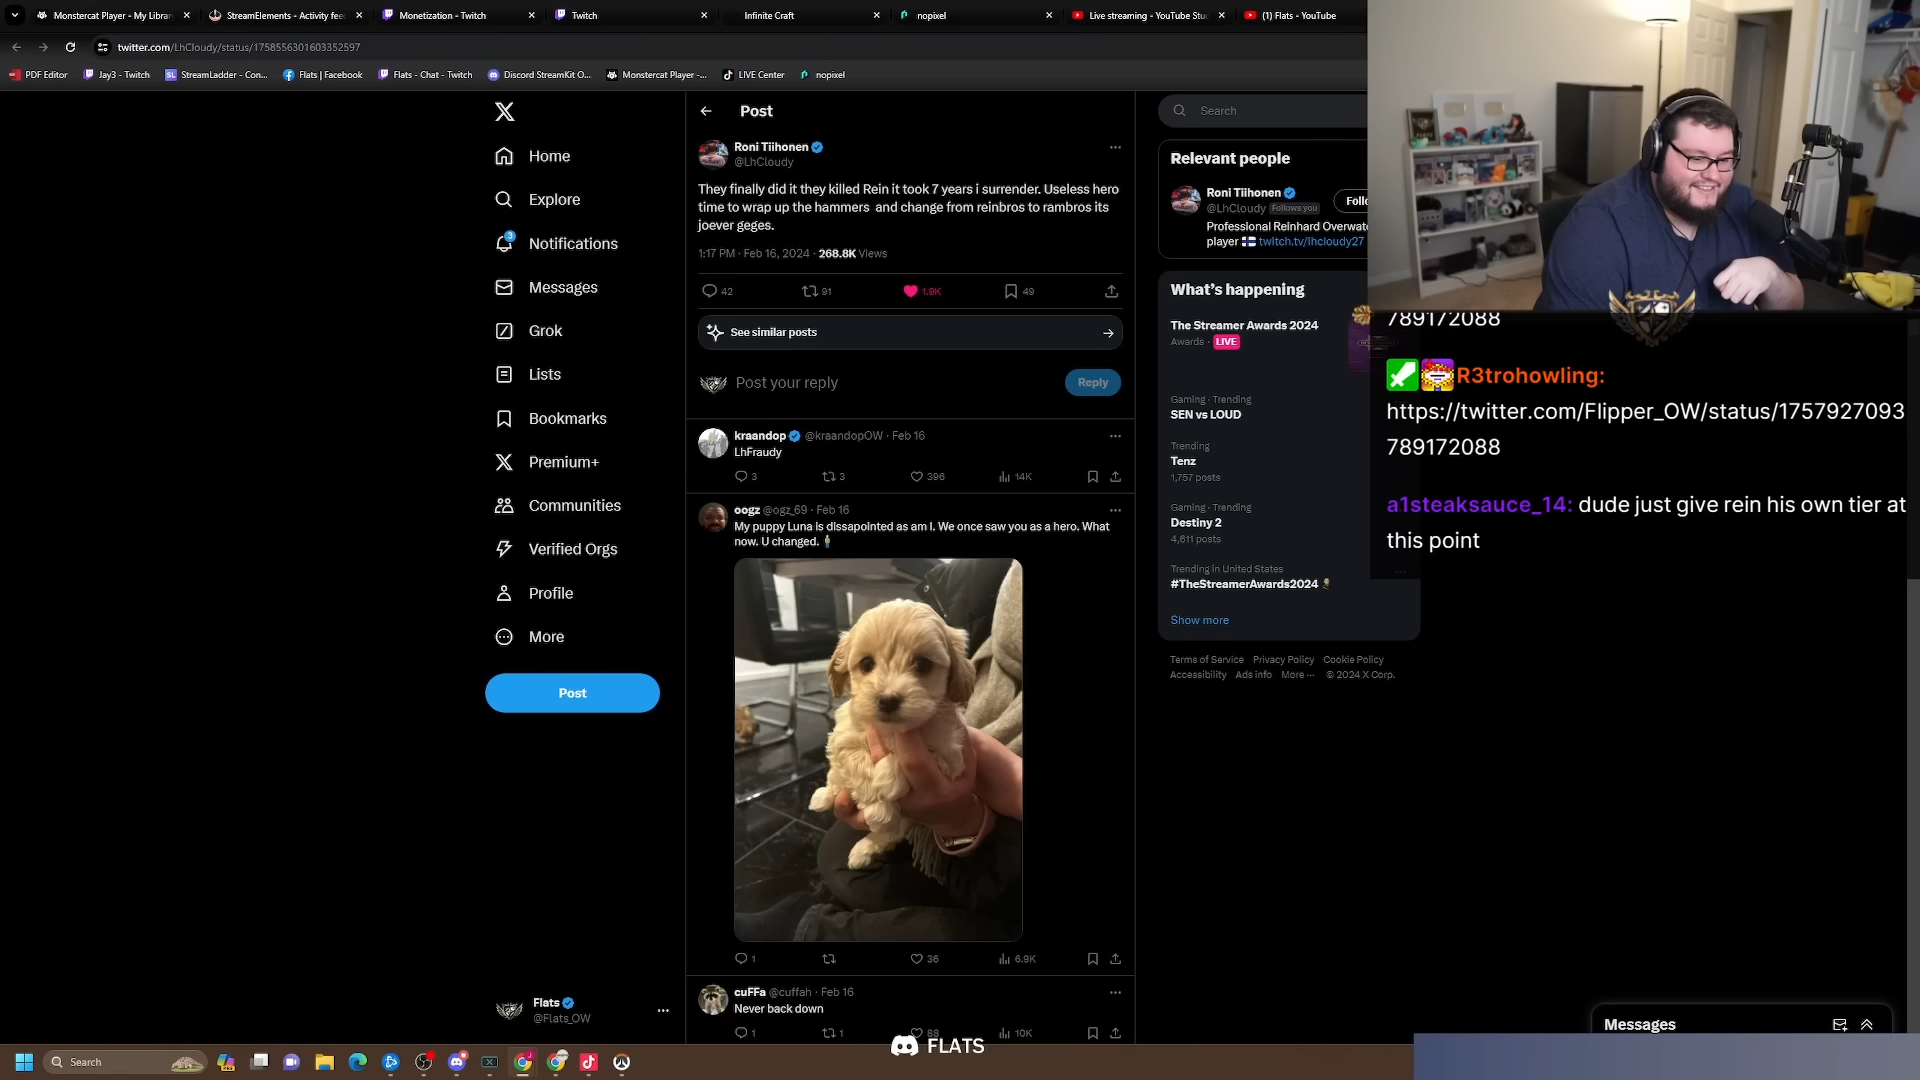 Monstercat Player - My Librar
StreamElements - Activity fee
Monetization - Twitch
Twitch
Infinite Craft
nopixel
Live streaming - YouTube Stu
(1) Flats - YouTube
twitter.com/LhCloudy/status/1758556301603352597
PDF Editor
Jay3 - Twitch
StreamLadder - Con...
Flats | Facebook
Flats - Chat - Twitch
Discord StreamKit O...
Monstercat Player -...
LIVE Center
nopixel
Home
Explore
3
Notifications
Messages
Grok
Lists
Bookmarks
Premium+
Communities
Verified Orgs
Profile
More
Post
Flats
@Flats_OW
Post
Roni Tiihonen
@LhCloudy
They finally did it they killed Rein it took 7 years i surrender. Useless hero
time to wrap up the hammers and change from reinbros to rambros its
joever geges.
1:17 PM · Feb 16, 2024 · 268.8K Views
42
91
1.9K
49
See similar posts
Post your reply
Reply
kraandop @kraandopOW · Feb 16
LhFraudy
3
3
396
14K
oogz @ogz_69 · Feb 16
My puppy Luna is dissapointed as am I. We once saw you as a hero. What
now. U changed.
1
36
6.9K
cuFFa @cuffah · Feb 16
Never back down
1
1
88
10K
Search
Relevant people
Roni Tiihonen
@LhCloudy Follows you
Follo
Professional Reinhard Overwatc
player twitch.tv/lhcloudy27
What's happening
The Streamer Awards 2024
Awards · LIVE
Gaming · Trending
SEN vs LOUD
Trending
Tenz
1,757 posts
Gaming · Trending
Destiny 2
4,611 posts
Trending in United States
#TheStreamerAwards2024
Show more
Terms of Service Privacy Policy Cookie Policy
Accessibility Ads info More ··· © 2024 X Corp.
789172088
R3trohowling:
https://twitter.com/Flipper_OW/status/1757927093
789172088
a1steaksauce_14: dude just give rein his own tier at
this point
Messages
FLATS
Search